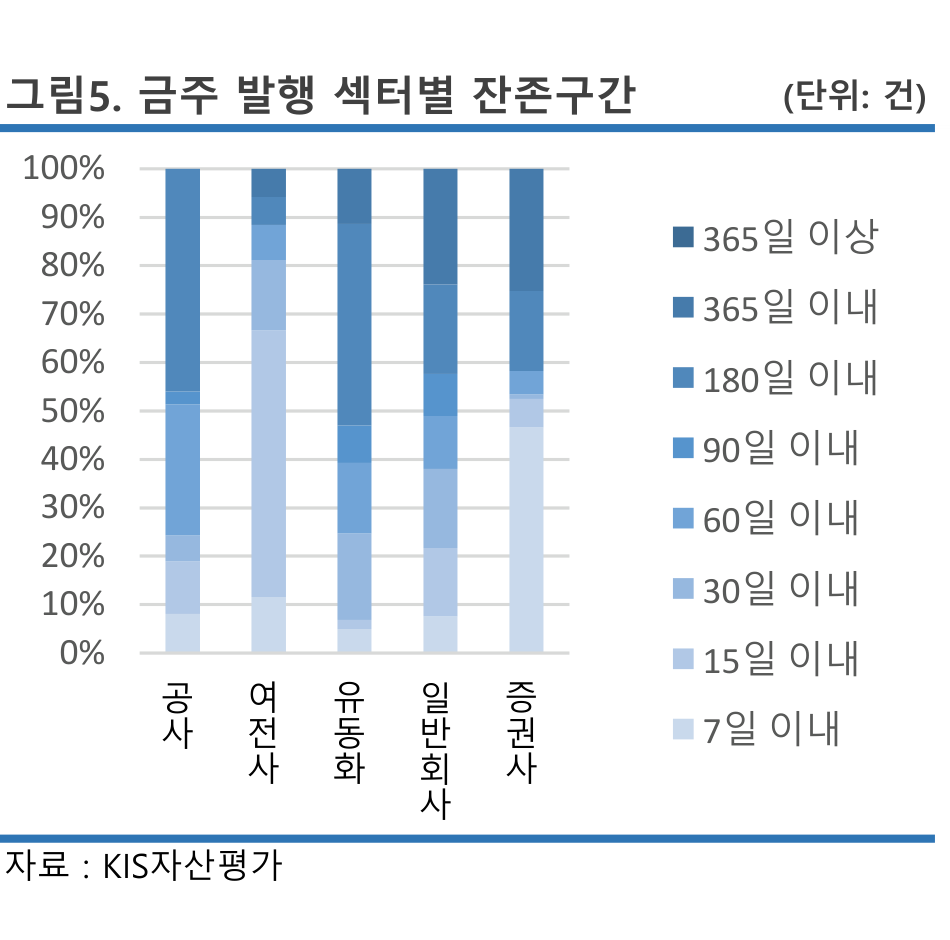 그림5. 금주 발행 섹터별 잔존구간 (단위: 건)
100%
90%
80%
70%
60%
50%
40%
30%
20%
10%
0%
공사
여전사
유동화
일반회사
증권사
365일 이상
365일 이내
180일 이내
90일 이내
60일 이내
30일 이내
15일 이내
7일 이내
자료 : KIS자산평가